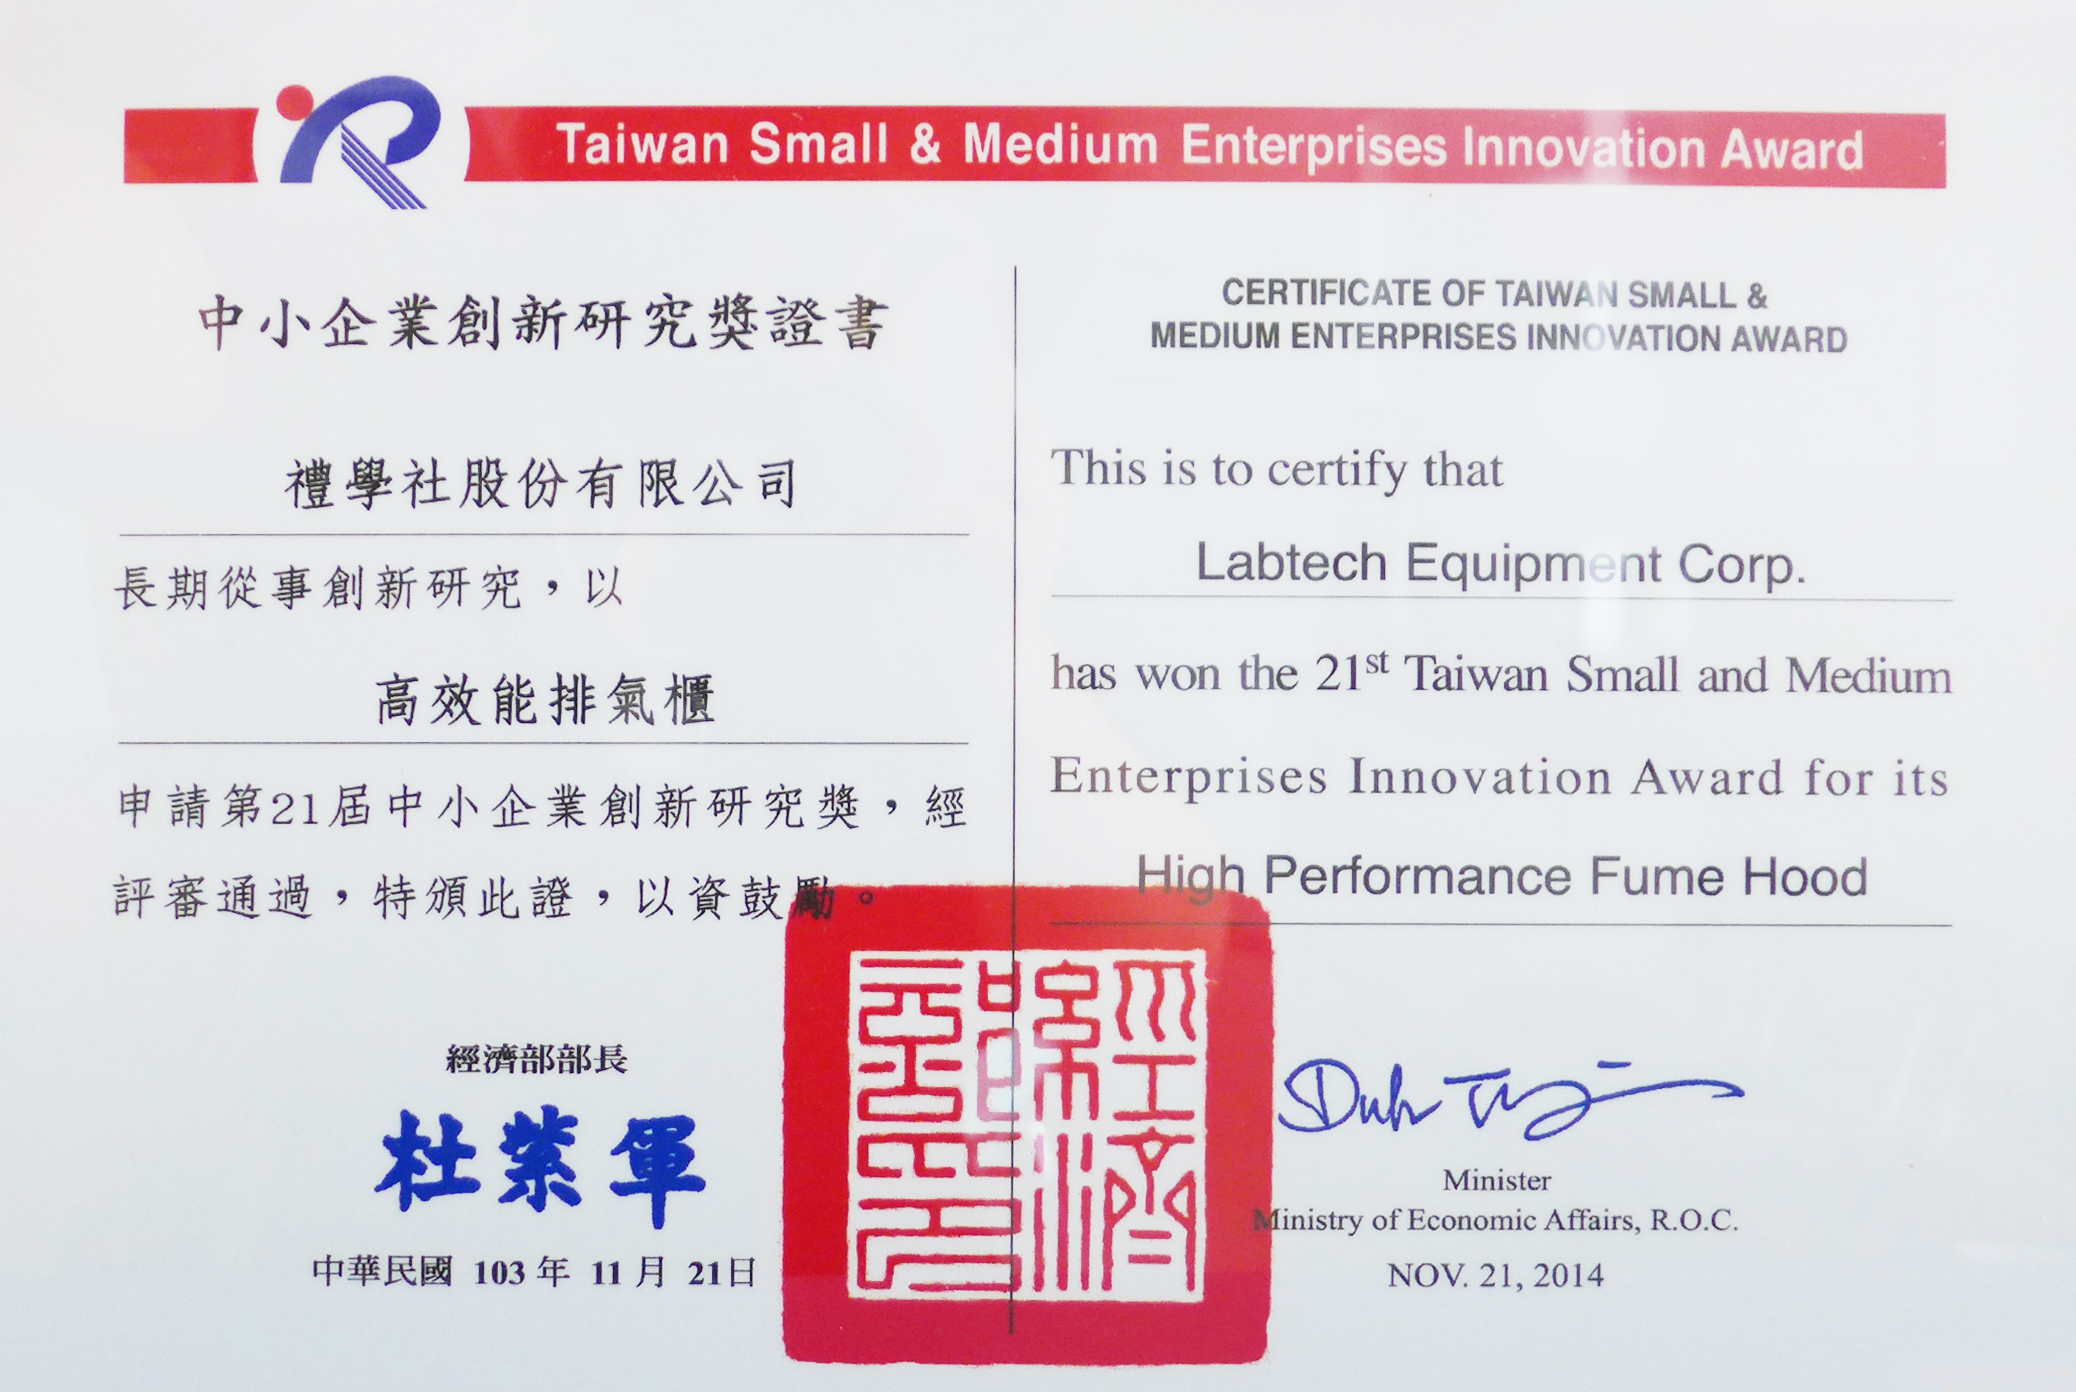 Taiwan Small & Medium Enterprises Innovation Award
中小企業創新研究獎證書
禮學社股份有限公司
長期從事創新研究，以
高效能排氣櫃
申請第21屆中小企業創新研究獎，經
評審通過，特頒此證，以資鼓勵。
經濟部部長
杜紫軍
中華民國 103 年 11 月 21日
CERTIFICATE OF TAIWAN SMALL &
MEDIUM ENTERPRISES INNOVATION AWARD
This is to certify that
Labtech Equipment Corp.
has won the 21st Taiwan Small and Medium
Enterprises Innovation Award for its
High Performance Fume Hood
經濟部印
Minister
Ministry of Economic Affairs, R.O.C.
NOV. 21, 2014